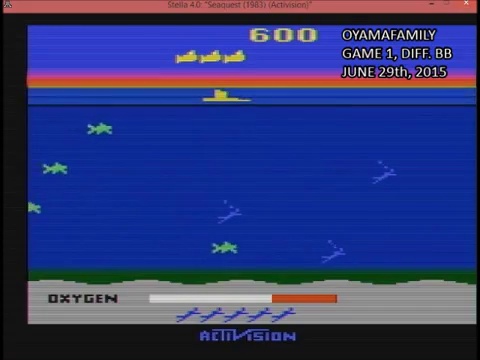 Stella 4.0: "Seaquest (1983) (Activision)"
600
OYAMAFAMILY
GAME 1, DIFF. BB
JUNE 29th, 2015
OXYGEN
ACTIVISION